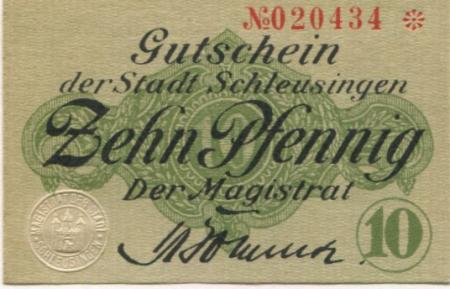 №020434 *
Gutschein
der Stadt Schleusingen
Zehn Pfennig
Der Magistrat
10